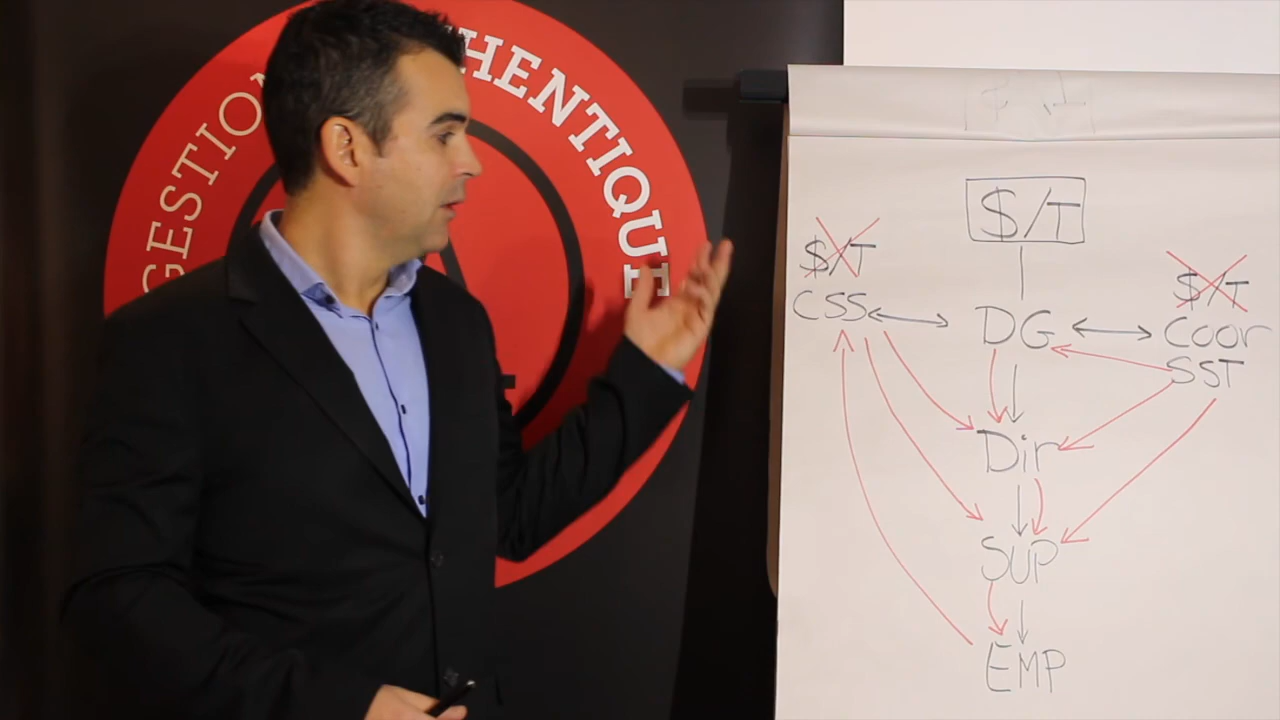 GESTION
HENTIQUE
$/T
$/T
$/T
CSS
DG
Coor
SST
Dir
SUP
EMP